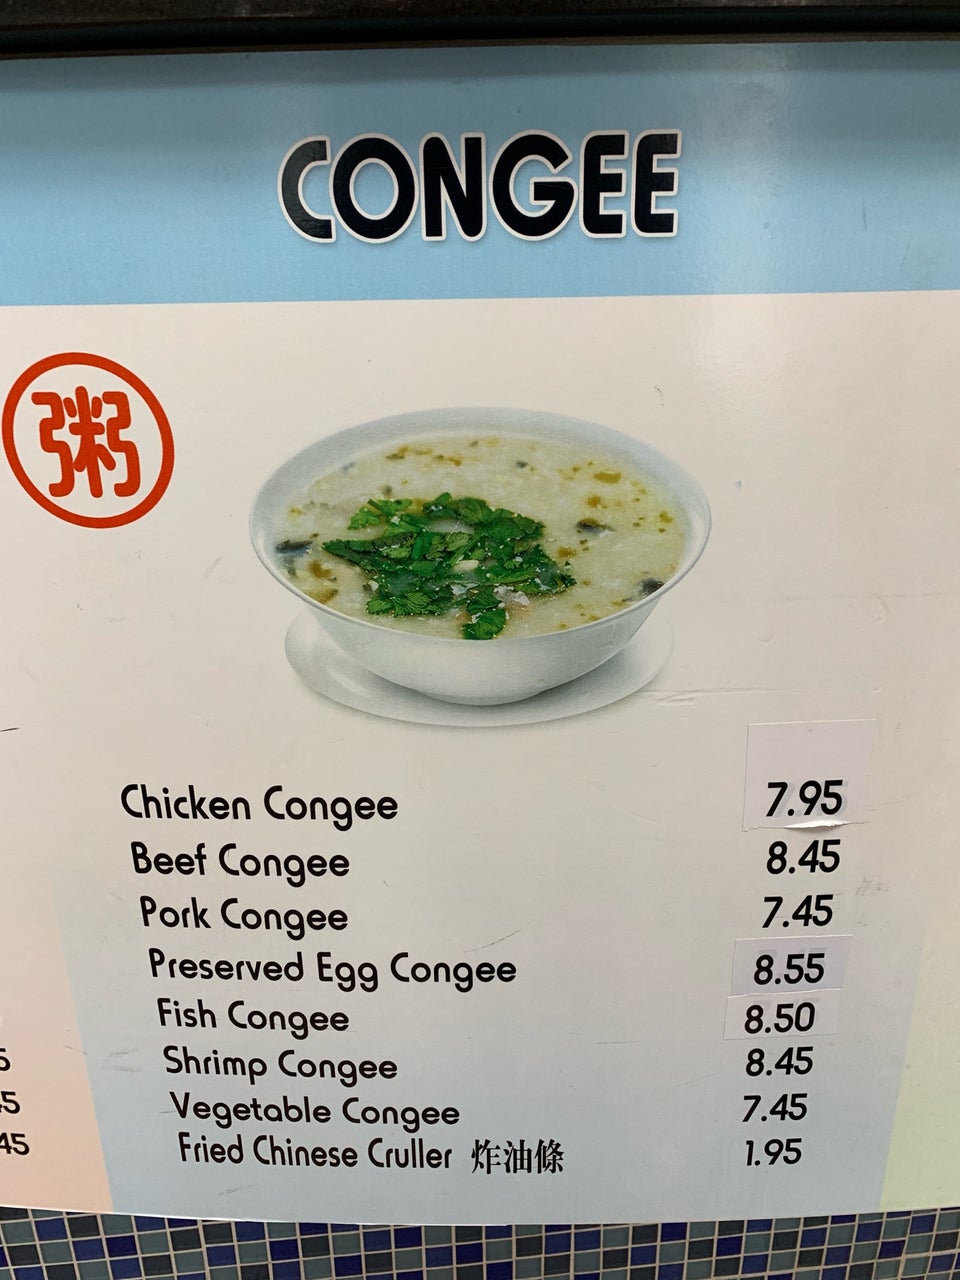 CONGEE
粥
Chicken Congee 7.95
Beef Congee 8.45
Pork Congee 7.45
Preserved Egg Congee 8.55
Fish Congee 8.50
Shrimp Congee 8.45
Vegetable Congee 7.45
Fried Chinese Cruller 炸油條 1.95